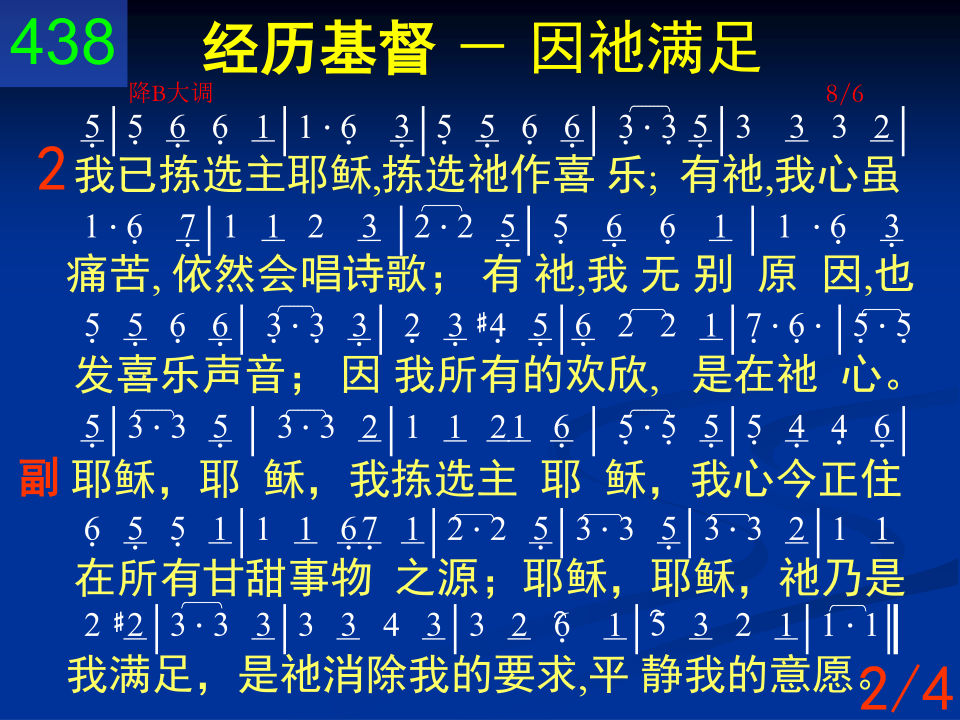 438 经历基督 － 因祂满足
降B大调 8/6
5|5 6 6 1|1·6 3|5 5 6 6|3·3 5|3 3 3 2|
2 我已拣选主耶稣,拣选祂作喜 乐; 有祂,我心虽
1·6 7|1 1 2 3|2·2 5|5 6 6 1|1·6 3
痛苦, 依然会唱诗歌； 有 祂,我 无 别 原 因,也
5 5 6 6|3·3 3|2 3 #4 5|6 2 2 1|7·6·|5·5
发喜乐声音； 因 我所有的欢欣, 是在祂 心。
5|3·3 5|3·3 2|1 1 21 6|5·5 5|5 4 4 6|
副 耶稣，耶 稣，我拣选主 耶 稣，我心今正住
6 5 5 1|1 1 67 1|2·2 5|3·3 5|3·3 2|1 1
在所有甘甜事物 之源；耶稣，耶稣，祂乃是
2 #2|3·3 3|3 3 4 3|3 2 6 1|5 3 2 1|1·1‖
我满足，是祂消除我的要求,平 静我的意愿。
2/4